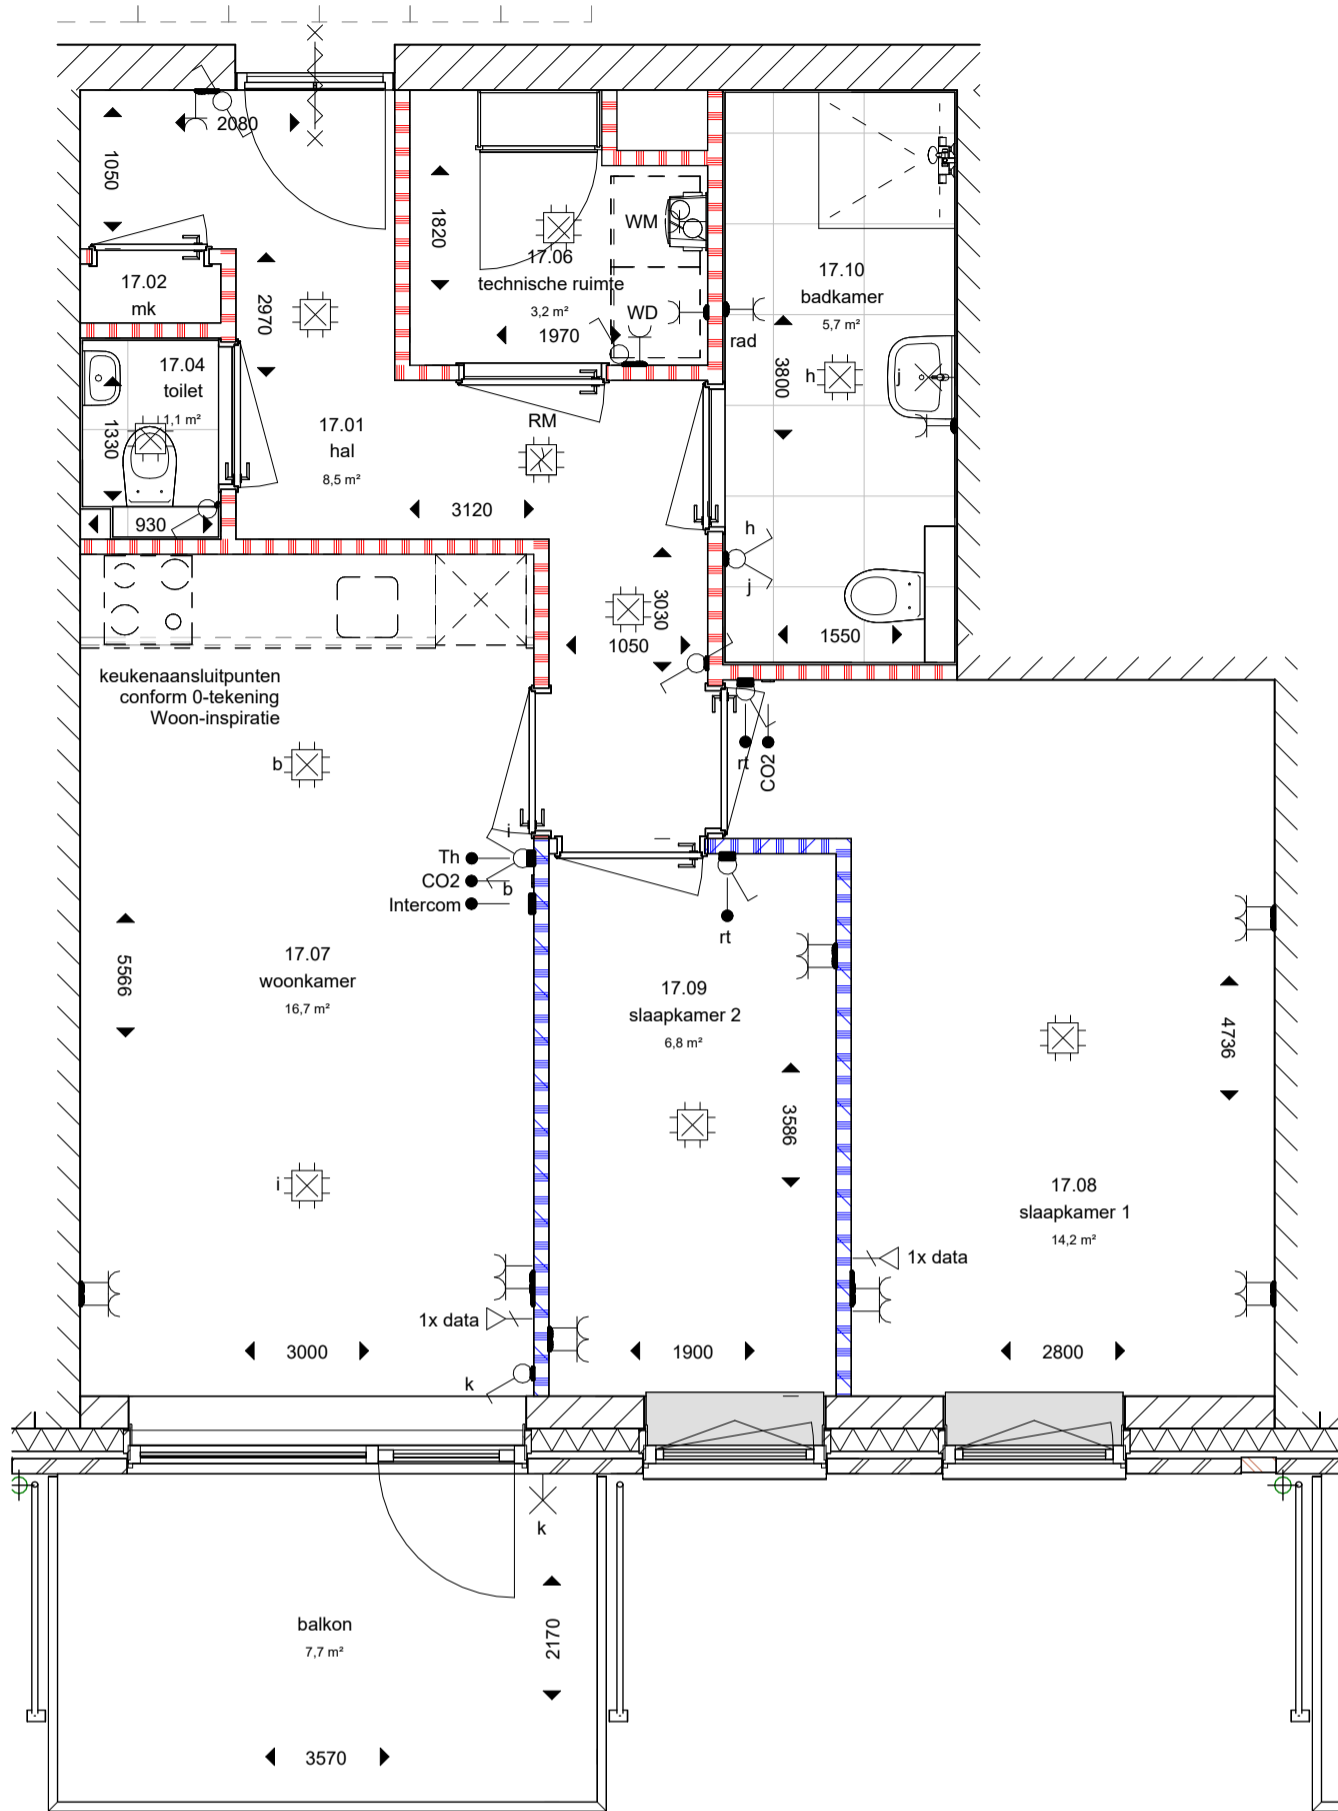 2080
1050
1820
WM
17.06
technische ruimte
3,2 m²
1970
WD
17.10
badkamer
5,7 m²
rad
3800
h
j
17.02
mk
2970
17.04
toilet
1,1 m²
1330
930
17.01
hal
8,5 m²
RM
3120
h
j
3030
1050
1550
keukenaansluitpunten
conform 0-tekening
Woon-inspiratie
b
rt
CO2
i
Th
CO2
b
Intercom
rt
5566
17.07
woonkamer
16,7 m²
17.09
slaapkamer 2
6,8 m²
4736
3586
i
17.08
slaapkamer 1
14,2 m²
1x data
1x data
3000
1900
2800
k
k
balkon
7,7 m²
2170
3570